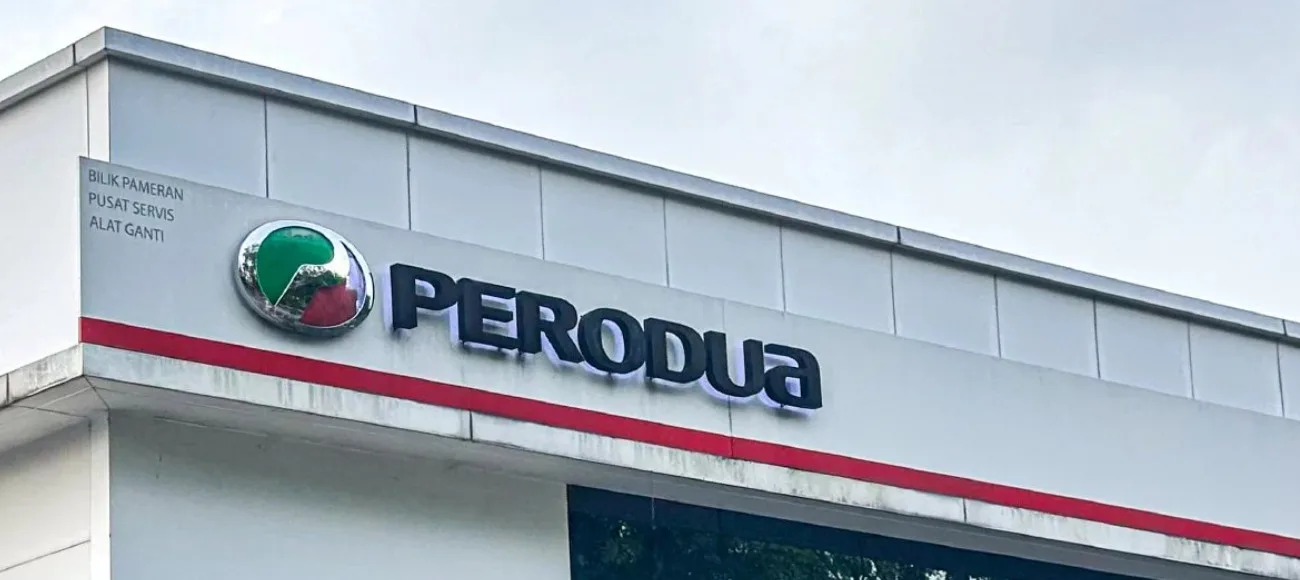 BILIK PAMERAN
PUSAT SERVIS
ALAT GANTI
PERODUa